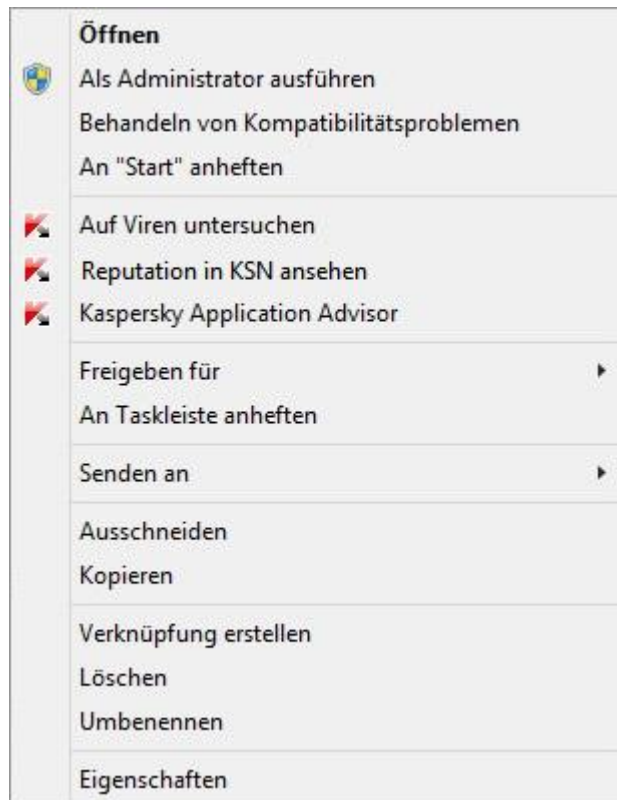 Öffnen
Als Administrator ausführen
Behandeln von Kompatibilitätsproblemen
An "Start" anheften
Auf Viren untersuchen
Reputation in KSN ansehen
Kaspersky Application Advisor
Freigeben für
An Taskleiste anheften
Senden an
Ausschneiden
Kopieren
Verknüpfung erstellen
Löschen
Umbenennen
Eigenschaften